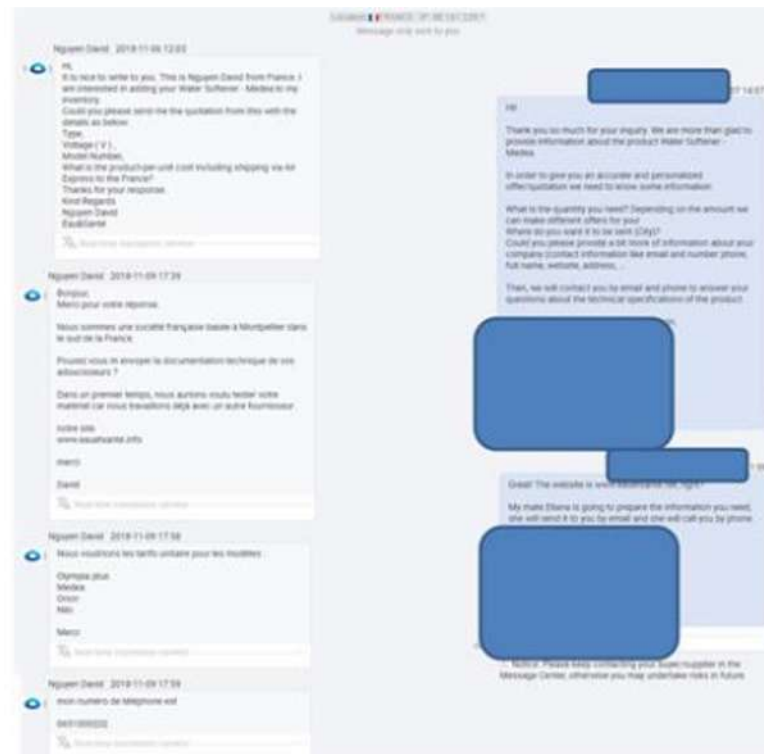 Message only sent to you
Nguyen David 2018-11-06 12:03
Hi,
It is nice to write to you. This is Nguyen David from France. I
am interested in adding your Water Softener - Medea to my
inventory.
Could you please send me the quotation from this with the
details as bellow:
Type,
Voltage ( V ),
Model Number,
What is the product-per-unit cost including shipping via Air
Express to the France?
Thanks for your response.
Kind Regards
Nguyen David
Thank you so much for your inquiry. We are more than glad to
provide information about the product Water Softener -
Medea.
In order to give you an accurate and personalized
offer/quotation we need to know some information:
What is the quantity you need? Depending on the amount we
can make different offers for your
Where do you want it to be sent (City)?
Could you please provide a bit more of information about your
company (contact information like email and number phone,
full name, website, address, ...
Then, we will contact you by email and phone to answer your
questions about the technical specifications of the product.
Nguyen David 2018-11-09 17:39
Bonjour,
Merci pour votre réponse.
Nous sommes une société française basée à Montpellier dans
le sud de la France.
Pouvez vous m envoyer la documentation technique de vos
adoucisseurs ?
Dans un premier temps, nous aurions voulu tester votre
matériel car nous travaillons déjà avec un autre fournisseur.
notre site
merci
David
Great! The website is
My mate Eliana is going to prepare the information you need,
she will send it to you by email and she will call you by phone
Nguyen David 2018-11-09 17:58
Nous voudrions les tarifs unitaire pour les modèles :
Olympia plus
Medea
Orion
Merci
Notice: Please keep contacting your buyer/supplier in the
Message Center, otherwise you may undertake risks in future
Nguyen David 2018-11-09 17:59
mon numéro de téléphone est